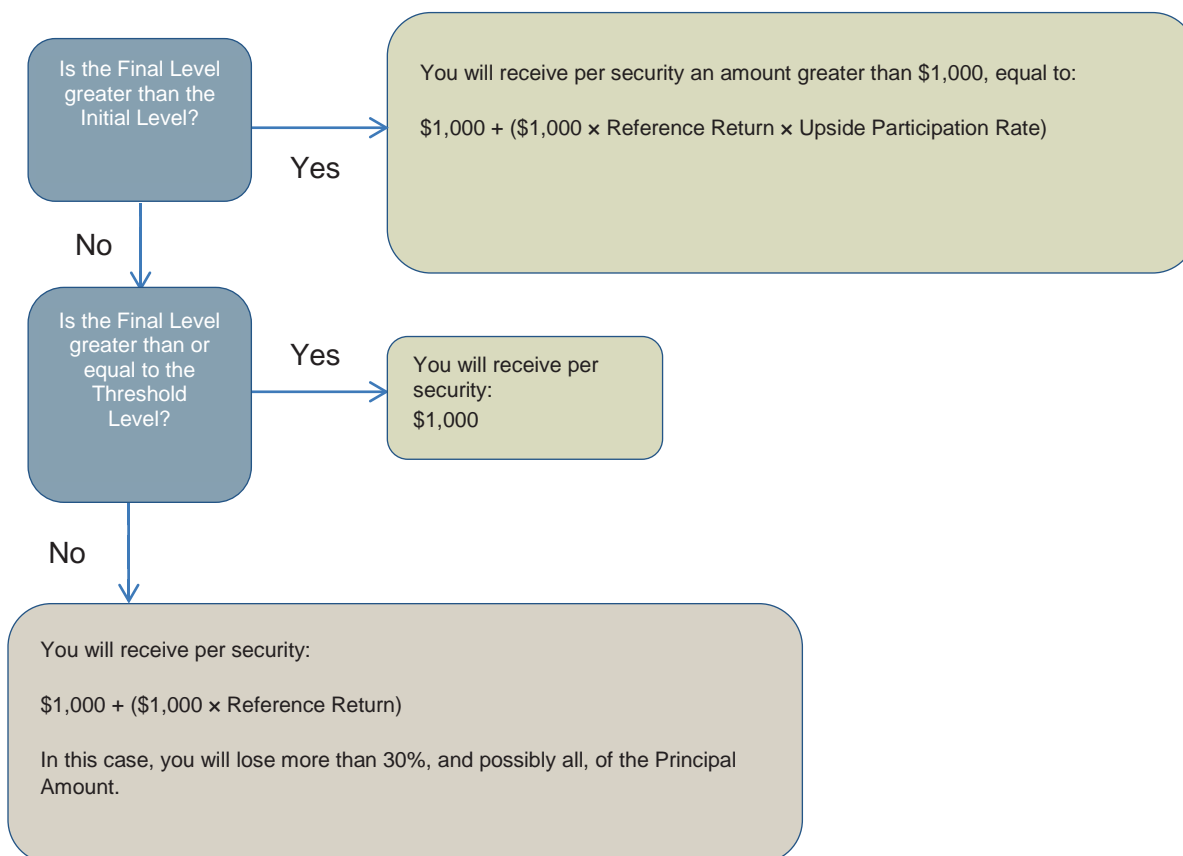 Is the Final Level
greater than the
Initial Level?
Yes
You will receive per security an amount greater than $1,000, equal to:
$1,000 + ($1,000 × Reference Return × Upside Participation Rate)
No
Is the Final Level
greater than or
equal to the
Threshold
Level?
Yes
You will receive per
security:
$1,000
No
You will receive per security:
$1,000 + ($1,000 × Reference Return)
In this case, you will lose more than 30%, and possibly all, of the Principal
Amount.